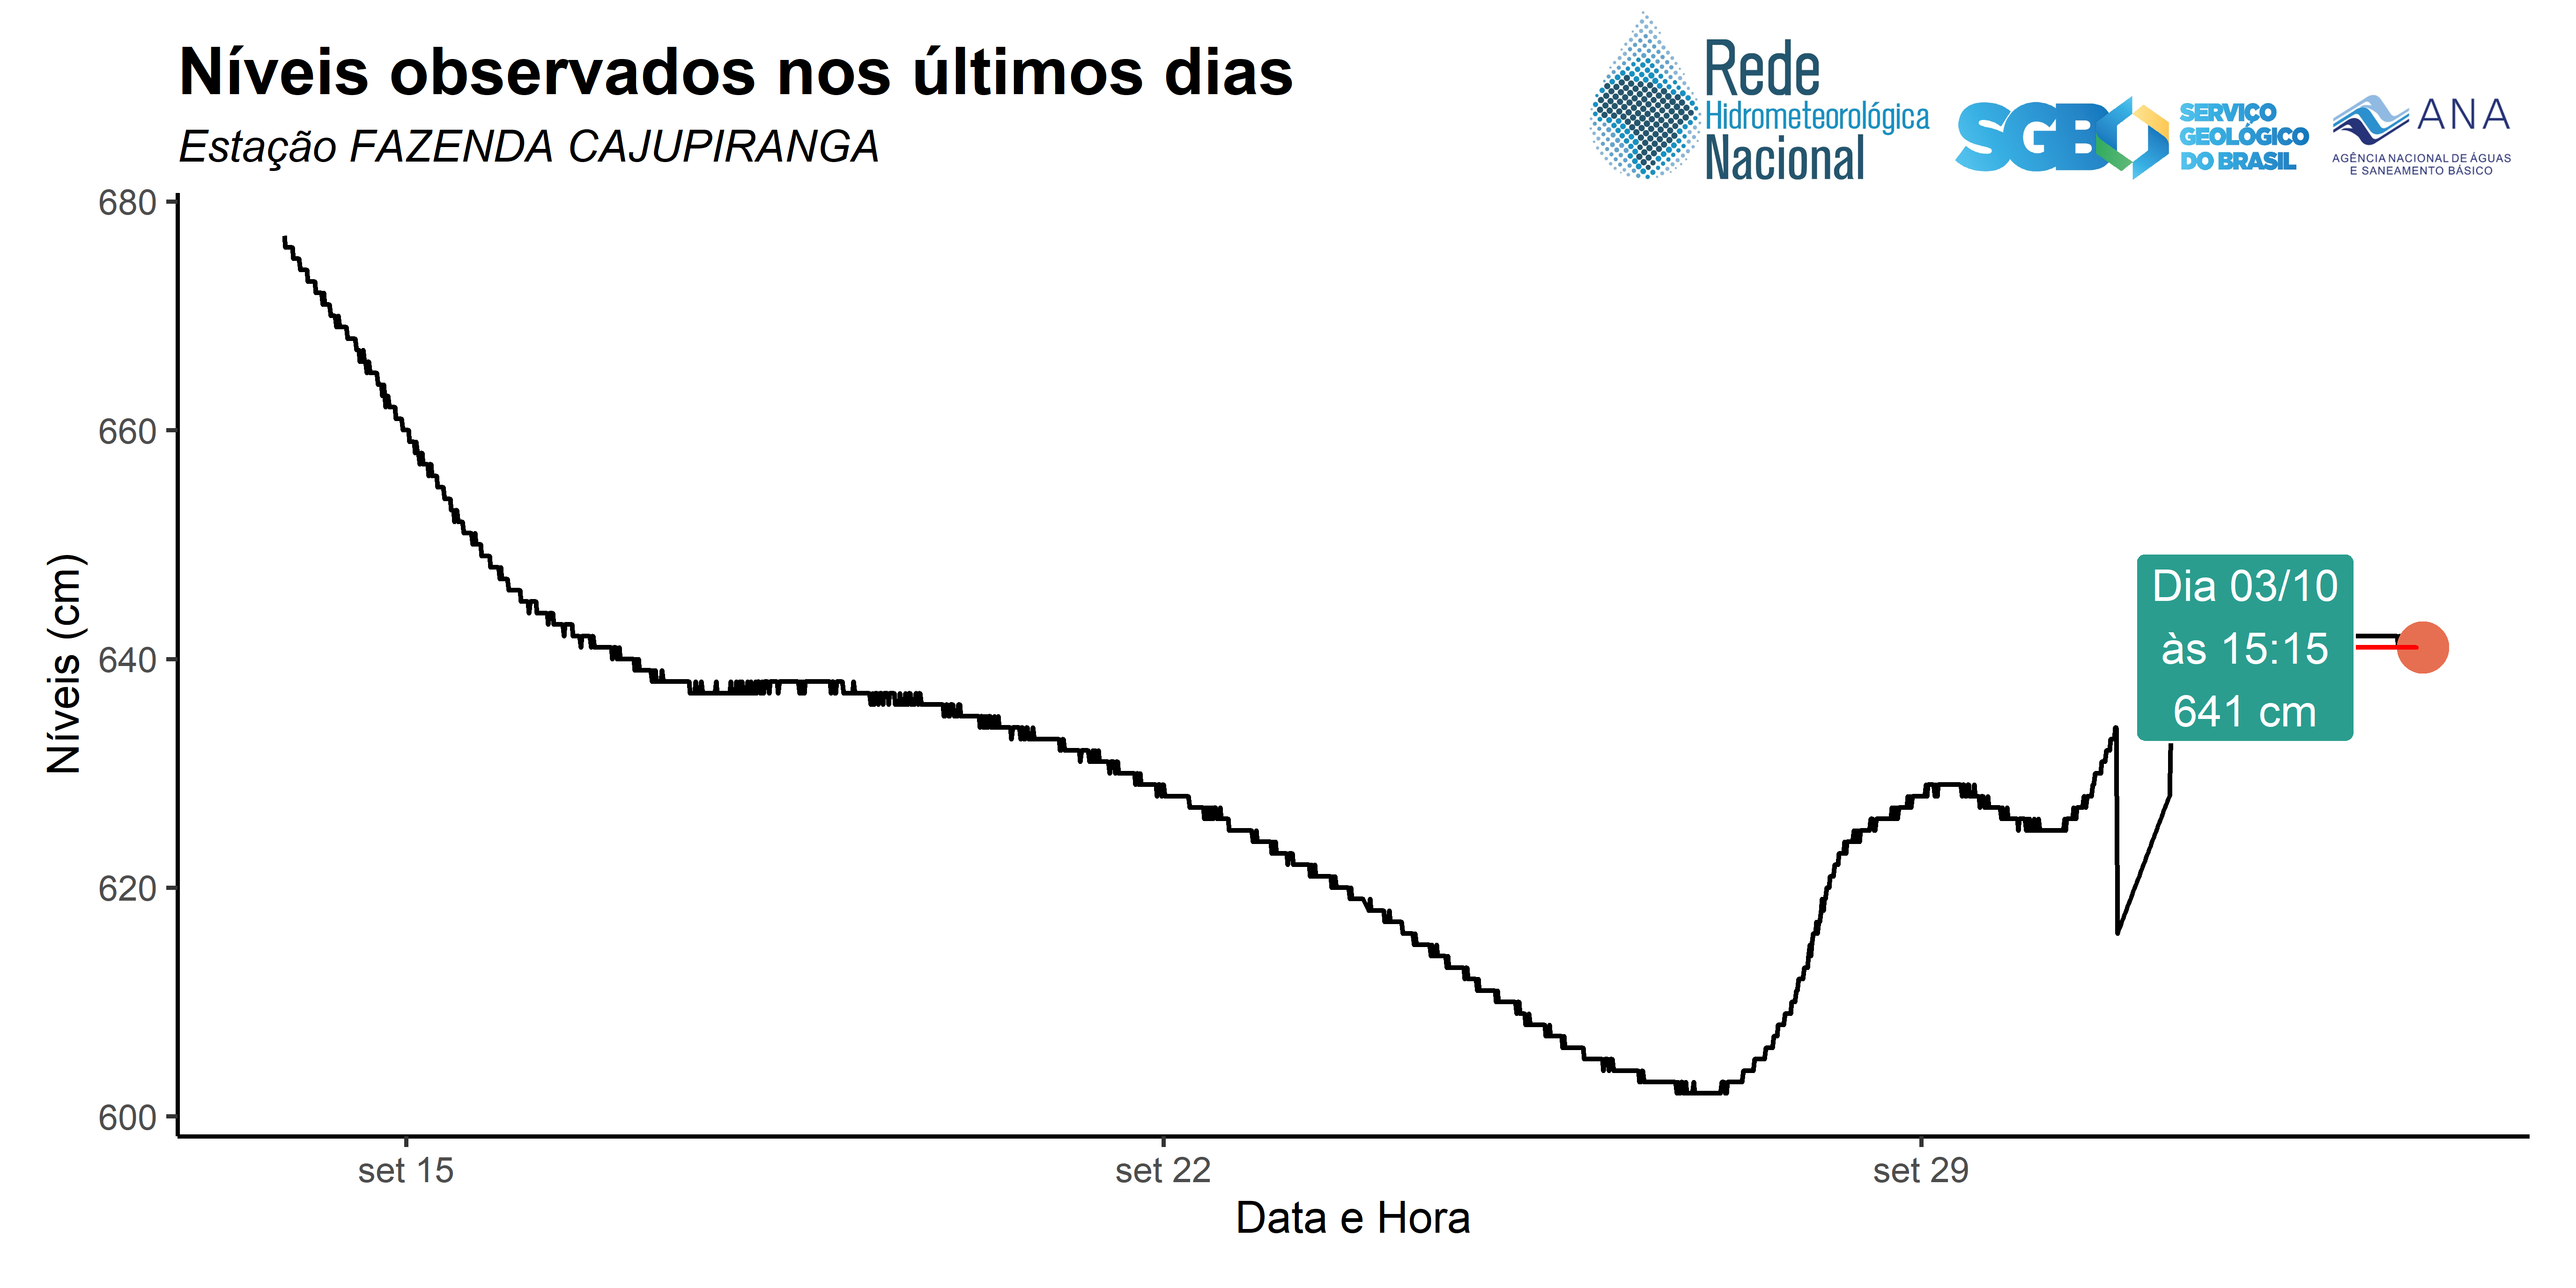 Níveis observados nos últimos dias
Estação FAZENDA CAJUPIRANGA
Rede
Hidrometeorológica
Nacional
SGB
SERVIÇO
GEOLÓGICO
DO BRASIL
ANA
AGÊNCIA NACIONAL DE ÁGUAS
E SANEAMENTO BÁSICO
Níveis (cm)
680
660
640
620
600
Dia 03/10
às 15:15
641 cm
set 15
set 22
set 29
Data e Hora